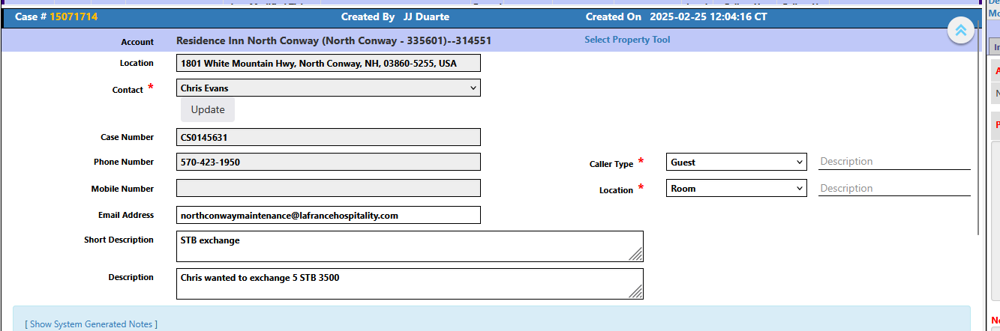 Case # 15071714 Created By JJ Duarte Created On 2025-02-25 12:04:16 CT
Account Residence Inn North Conway (North Conway - 335601)--314551 Select Property Tool
Location 1801 White Mountain Hwy, North Conway, NH, 03860-5255, USA
Contact * Chris Evans
Update
Case Number CS0145631
Phone Number 570-423-1950 Caller Type * Guest Description
Mobile Number Location * Room Description
Email Address northconwaymaintenance@lafrancehospitality.com
Short Description STB exchange
Description Chris wanted to exchange 5 STB 3500
[ Show System Generated Notes ]